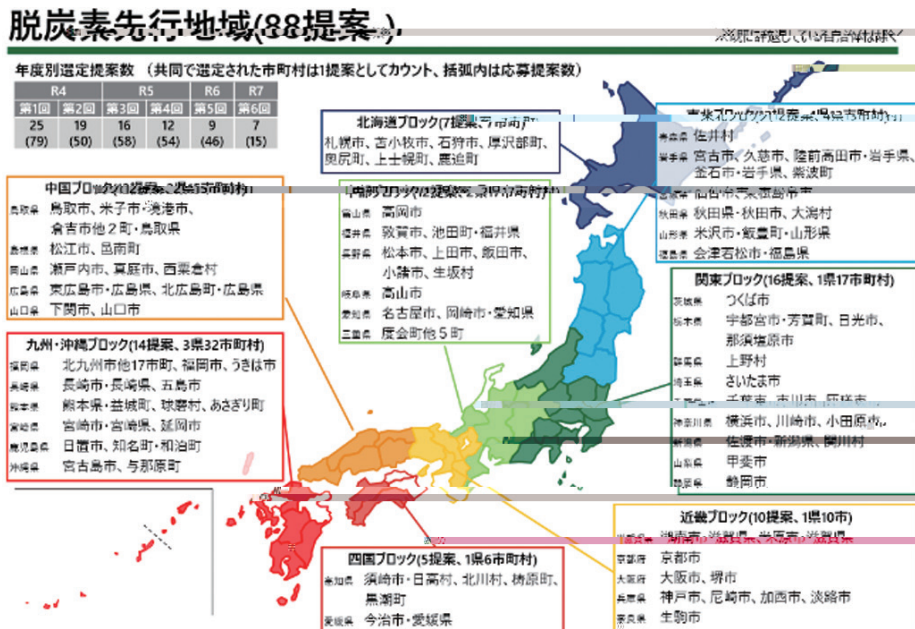 脱炭素先行地域(88提案 )
年度別選定提案数 （共同で選定された市町村は1提案としてカウント、括弧内は応募提案数）
R4 R5 R6 R7
第1回 第2回 第3回 第4回 第5回 第6回
25 19 16 12 9 7
(79) (50) (58) (54) (46) (15)
北海道ブロック(7提案、
札幌市、苫小牧市、石狩市、厚沢部町、
奥尻町、上士幌町、鹿追町
青森県 佐井村
岩手県 宮古市、久慈市、陸前高田市・岩手県、
釜石市・岩手県、紫波町
秋田県 秋田県・秋田市、大潟村
山形県 米沢市・飯豊町・山形県
福島県 会津若松市・福島県
中国ブロック
鳥取県 鳥取市、米子市・境港市、
倉吉市他２町・鳥取県
島根県 松江市、邑南町
岡山県 瀬戸内市、真庭市、西粟倉村
広島県 東広島市・広島県、北広島町・広島県
山口県 下関市、山口市
富山県 高岡市
福井県 敦賀市、池田町・福井県
長野県 松本市、上田市、飯田市、
小諸市、生坂村
岐阜県 高山市
愛知県 名古屋市、岡崎市・愛知県
三重県 度会町他５町
関東ブロック(16提案、1県17市町村)
茨城県 つくば市
栃木県 宇都宮市・芳賀町、日光市、
那須塩原市
群馬県 上野村
埼玉県 さいたま市
神奈川県 横浜市、川崎市、小田原市
新潟県 佐渡市・新潟県、関川村
山梨県 甲斐市
静岡県 静岡市
九州・沖縄ブロック(14提案、3県32市町村)
福岡県 北九州市他17市町、福岡市、うきは市
長崎県 長崎市・長崎県、五島市
熊本県 熊本県・益城町、球磨村、あさぎり町
宮崎県 宮崎市・宮崎県、延岡市
鹿児島県 日置市、知名町・和泊町
沖縄県 宮古島市、与那原町
四国ブロック(5提案、1県6市町村)
高知県 須崎市・日高村、北川村、梼原町、
黒潮町
愛媛県 今治市・愛媛県
近畿ブロック(10提案、1県10市)
京都府 京都市
大阪府 大阪市、堺市
兵庫県 神戸市、尼崎市、加西市、淡路市
奈良県 生駒市